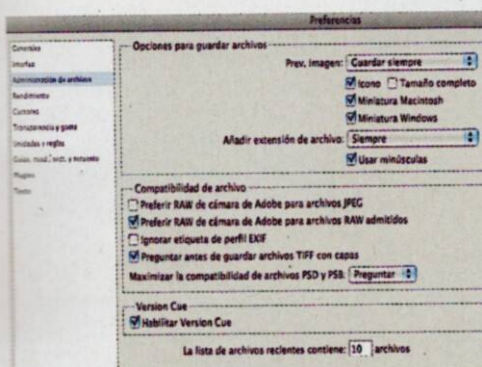 Preferencias
Generales
Interfaz
Administración de archivos
Rendimiento
Cursores
Transparencia y gama
Unidades y reglas
Guías, cuad., sect. y recuento
Plugins
Texto
Opciones para guardar archivos
Prev. Imagen: Guardar siempre
Icono Tamaño completo
Miniatura Macintosh
Miniatura Windows
Añadir extensión de archivo: Siempre
Usar minúsculas
Compatibilidad de archivo
Preferir RAW de cámara de Adobe para archivos JPEG
Preferir RAW de cámara de Adobe para archivos RAW admitidos
Ignorar etiqueta de perfil EXIF
Preguntar antes de guardar archivos TIFF con capas
Maximizar la compatibilidad de archivos PSD y PSB: Preguntar
Version Cue
Habilitar Version Cue
La lista de archivos recientes contiene: 10 archivos